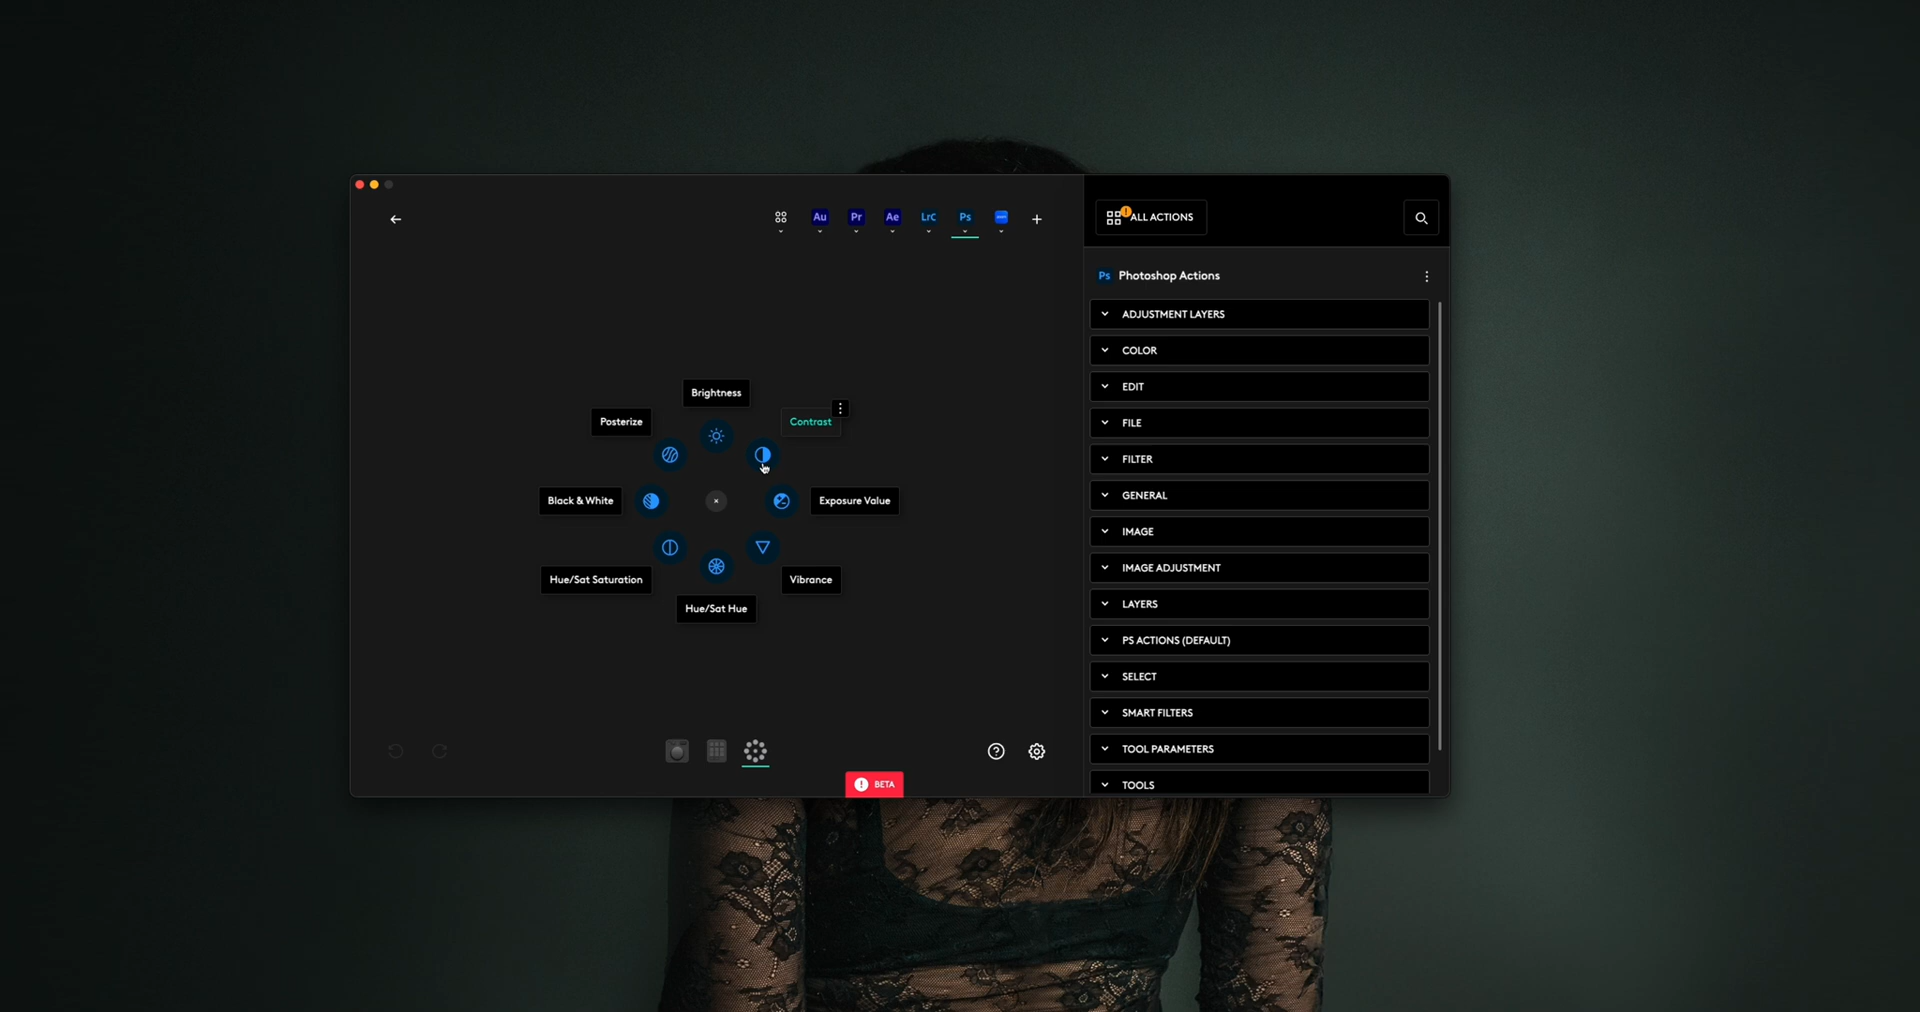 Au
Pr
Ae
LrC
Ps
ALL ACTIONS
Ps Photoshop Actions
ADJUSTMENT LAYERS
COLOR
EDIT
FILE
FILTER
GENERAL
IMAGE
IMAGE ADJUSTMENT
LAYERS
PS ACTIONS (DEFAULT)
SELECT
SMART FILTERS
TOOL PARAMETERS
TOOLS
Brightness
Posterize
Contrast
Black & White
Exposure Value
Hue/Sat Saturation
Vibrance
Hue/Sat Hue
BETA